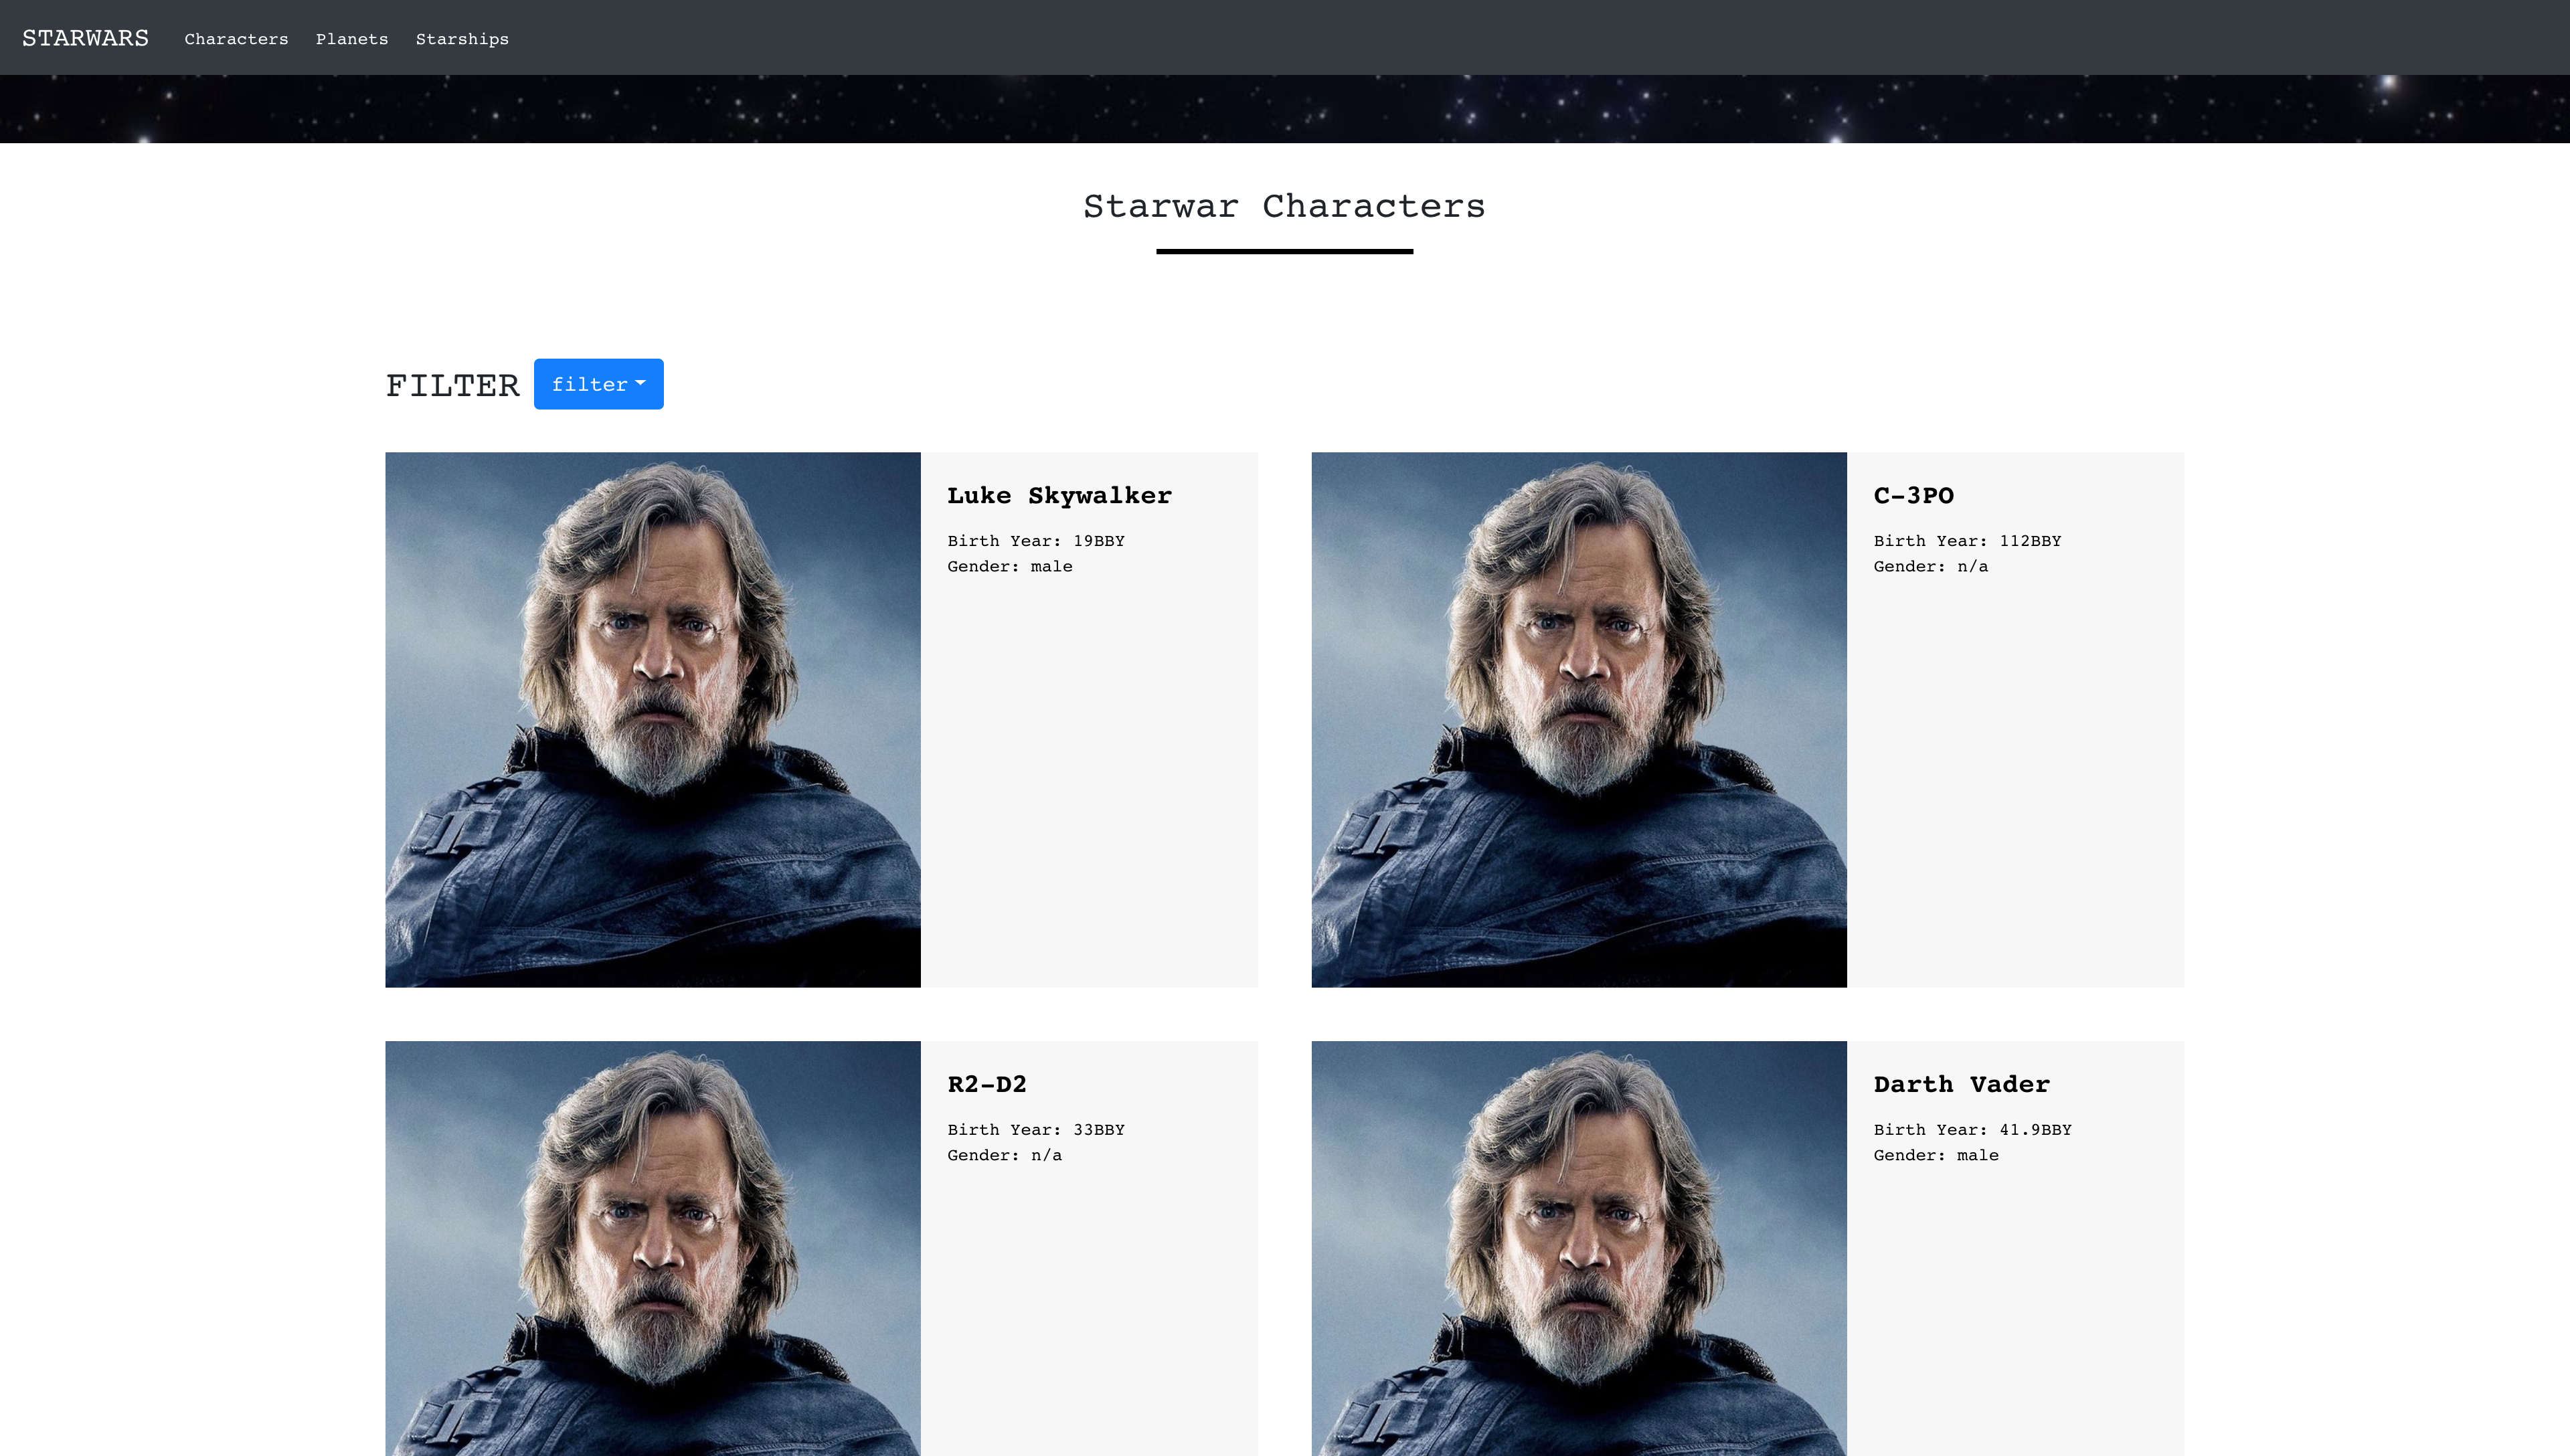 STARWARS Characters Planets Starships
Starwar Characters
FILTER filter
Luke Skywalker
Birth Year: 19BBY
Gender: male
C-3PO
Birth Year: 112BBY
Gender: n/a
R2-D2
Birth Year: 33BBY
Gender: n/a
Darth Vader
Birth Year: 41.9BBY
Gender: male